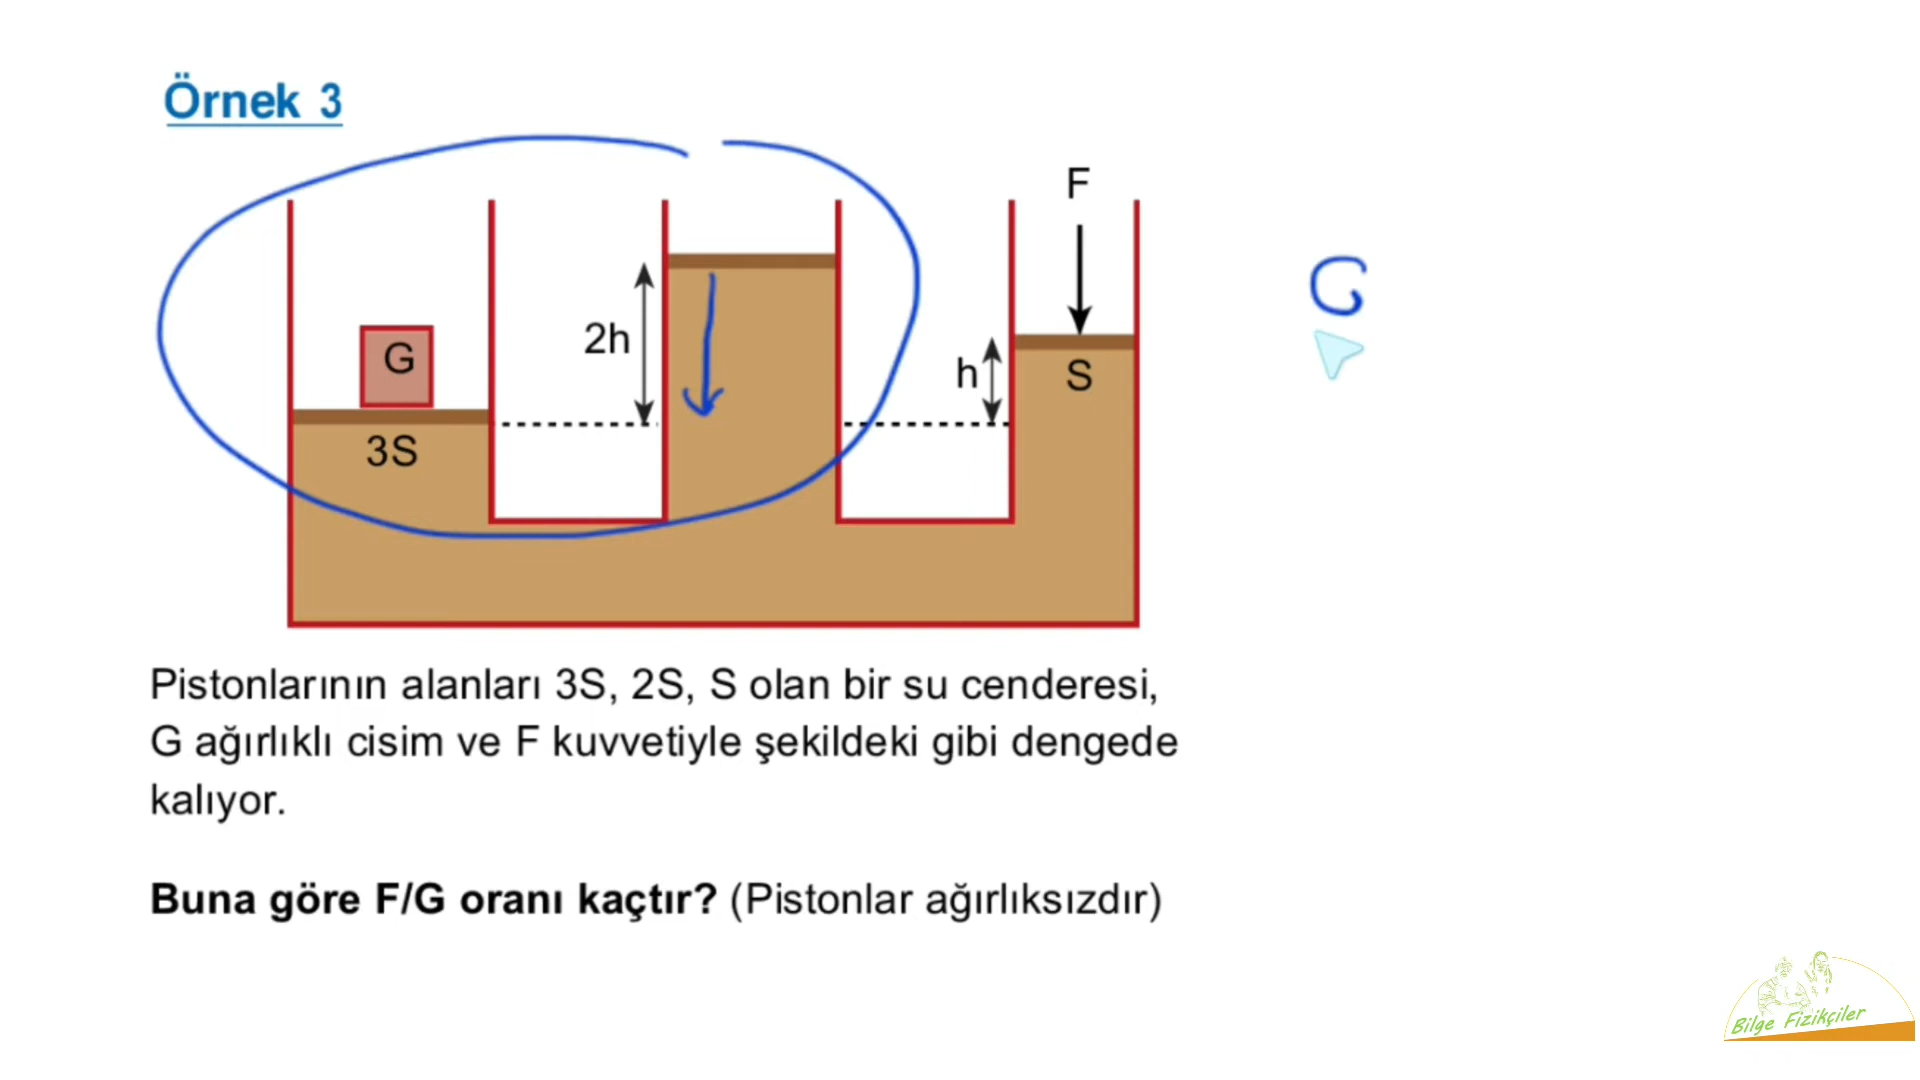 Örnek 3
F
G
2h
h
S
3S
G
Pistonlarının alanları 3S, 2S, S olan bir su cenderesi,
G ağırlıklı cisim ve F kuvvetiyle şekildeki gibi dengede
kalıyor.
Buna göre F/G oranı kaçtır? (Pistonlar ağırlıksızdır)
Bilge Fizikçiler